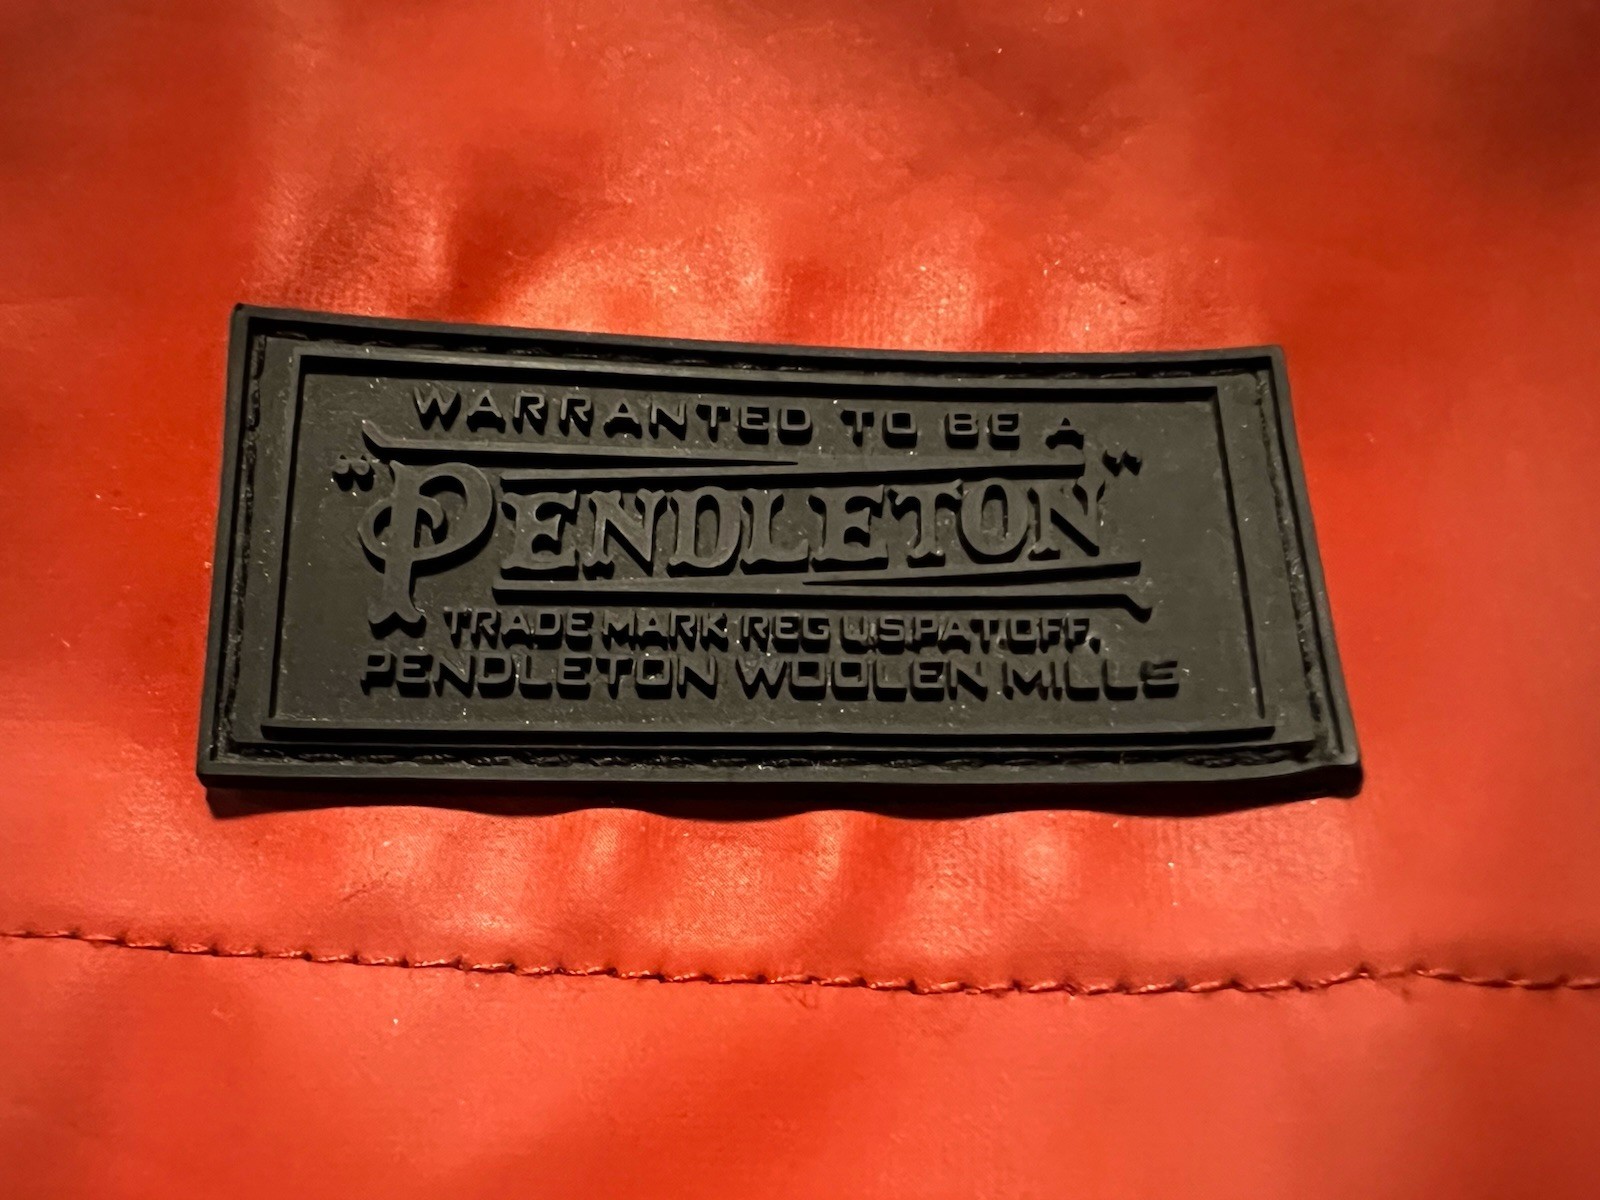 WARRANTED TO BE A
"PENDLETON"
TRADE MARK REG U.S.PAT.OFF.
PENDLETON WOOLEN MILLS